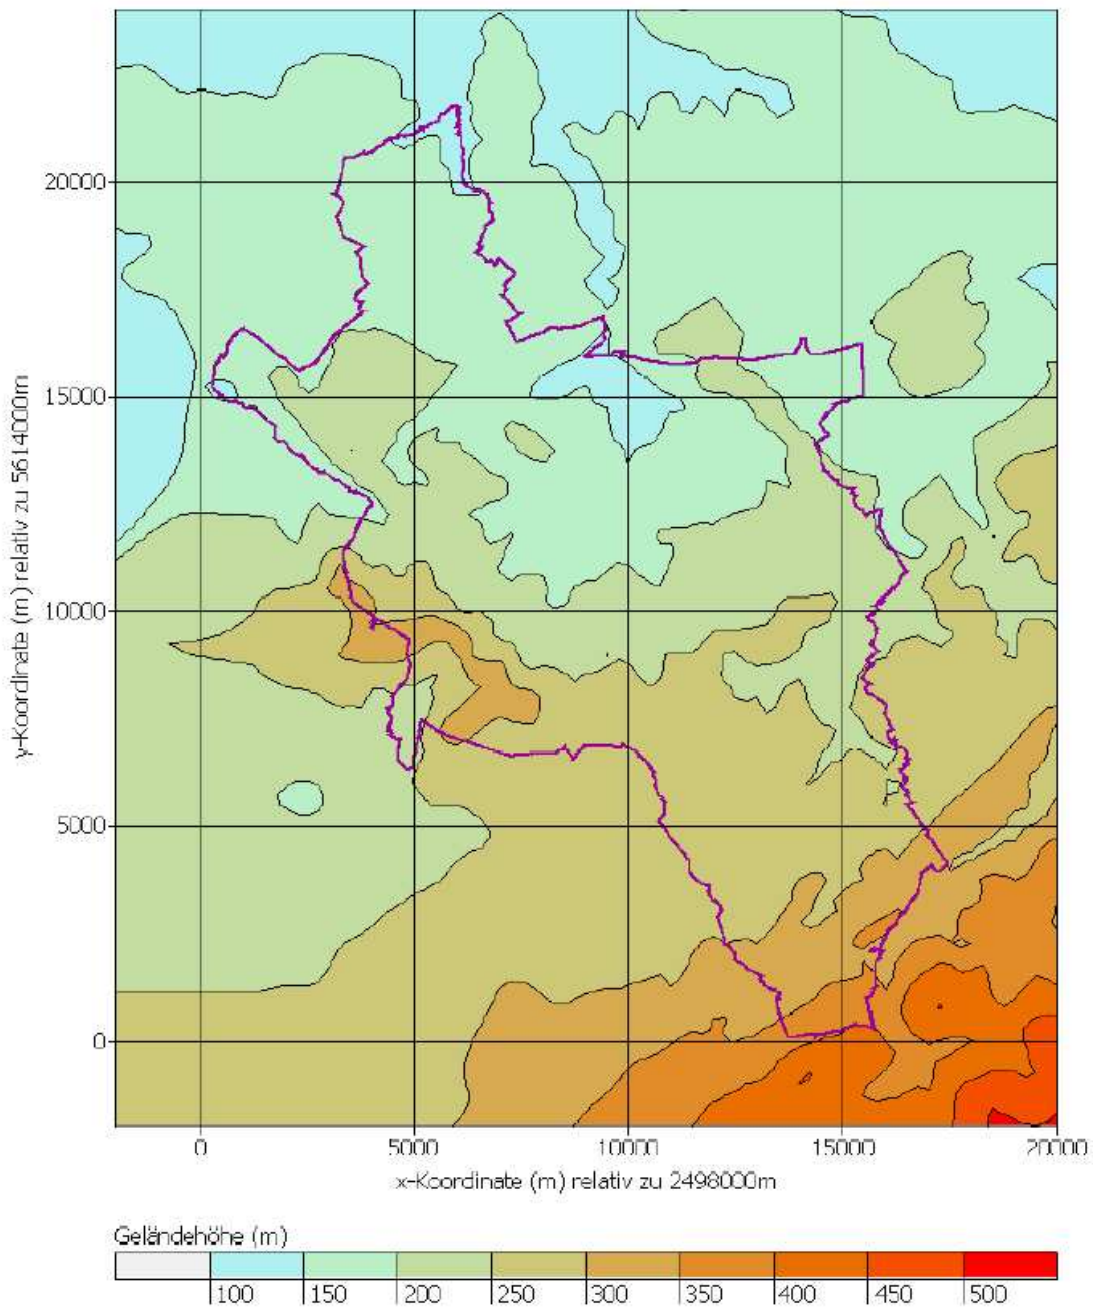 20000
15000
y-Koordinate (m) relativ zu 5614000m
10000
5000
0
0 5000 10000 15000 20000
x-Koordinate (m) relativ zu 2498000m
Geländehöhe (m)
100 150 200 250 300 350 400 450 500